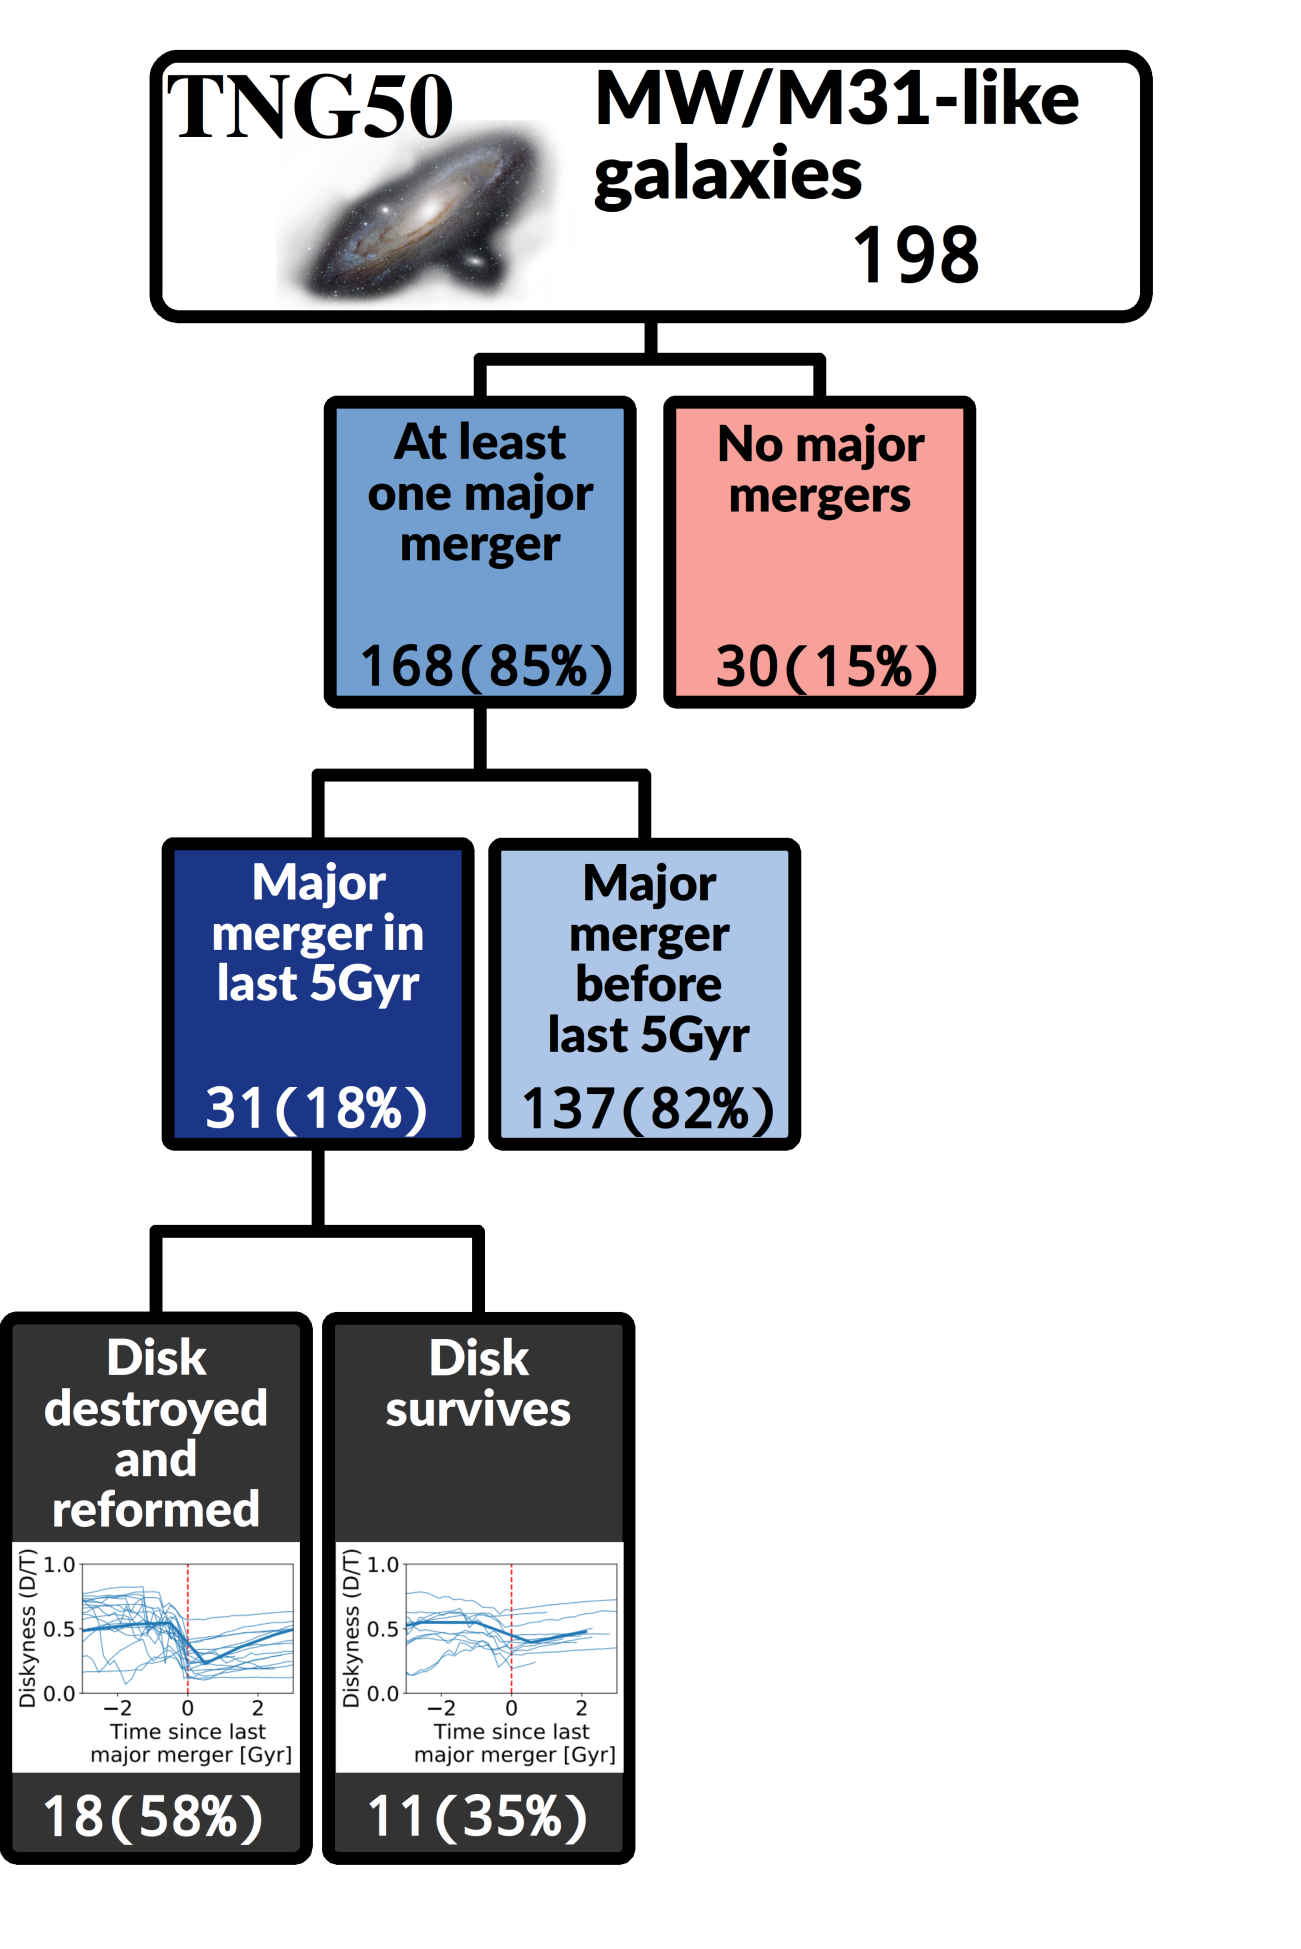 TNG50
MW/M31-like
galaxies
198
At least
one major
merger
168(85%)
No major
mergers
30(15%)
Major
merger in
last 5Gyr
31(18%)
Major
merger
before
last 5Gyr
137(82%)
Disk
destroyed
and
reformed
Diskyness (D/T)
1.0
0.5
0.0
−2 0 2
Time since last
major merger [Gyr]
18(58%)
Disk
survives
Diskyness (D/T)
1.0
0.5
0.0
−2 0 2
Time since last
major merger [Gyr]
11(35%)